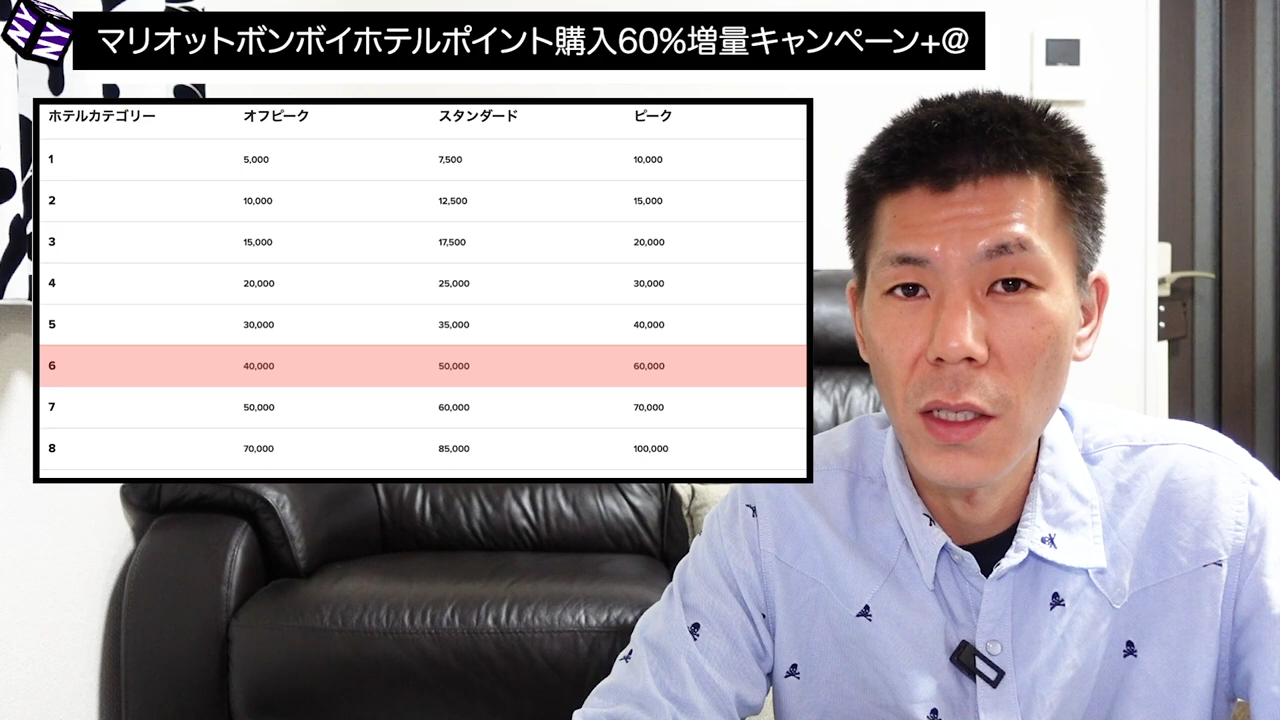 NY NY
マリオットボンボイホテルポイント購入60%増量キャンペーン+@
ホテルカテゴリー オフピーク スタンダード ピーク
1 5,000 7,500 10,000
2 10,000 12,500 15,000
3 15,000 17,500 20,000
4 20,000 25,000 30,000
5 30,000 35,000 40,000
6 40,000 50,000 60,000
7 50,000 60,000 70,000
8 70,000 85,000 100,000